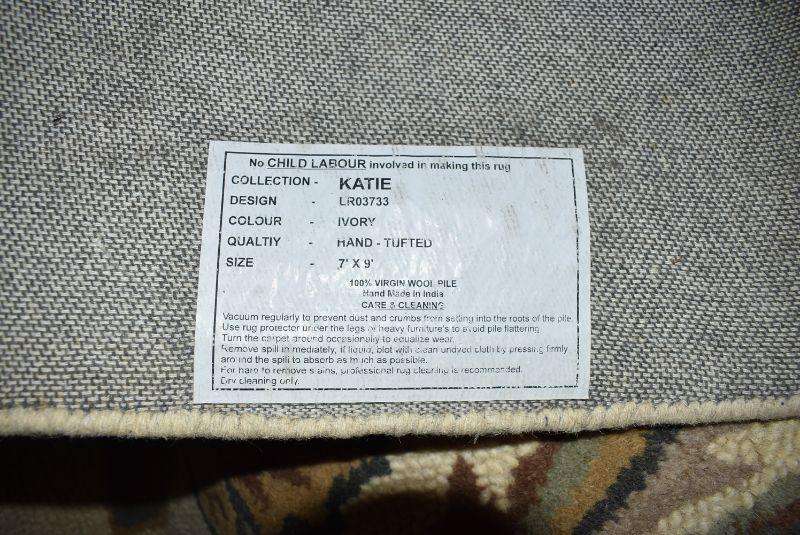 No CHILD LABOUR involved in making this rug
COLLECTION - KATIE
DESIGN - LR03733
COLOUR - IVORY
QUALTIY - HAND - TUFTED
SIZE - 7' X 9'
100% VIRGIN WOOL PILE
Hand Made in India
CARE & CLEANING
Vacuum regularly to prevent dust and crumbs from setting into the roots of the pile.
Use rug protector under the legs of heavy furniture's to avoid pile flattering
Turn the carpet around occasionally to equalize wear.
Remove spill immediately, If liquid, blot with clean undyed cloth by pressing firmly
around the spill to absorb as much as possible.
For hard to remove stains, professional rug cleaning is recommended.
Dry cleaning only.